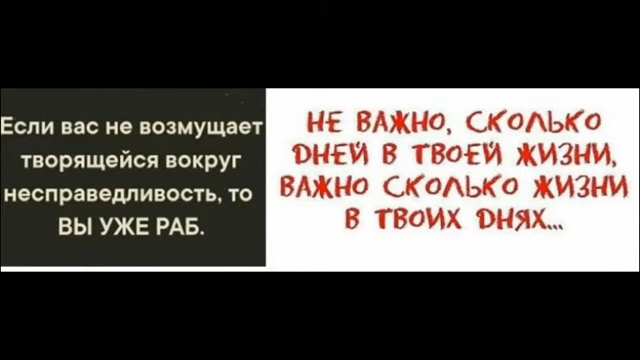 Если вас не возмущает
творящейся вокруг
несправедливость, то
ВЫ УЖЕ РАБ.
НЕ ВАЖНО, СКОЛЬКО
ДНЕЙ В ТВОЕЙ ЖИЗНИ,
ВАЖНО СКОЛЬКО ЖИЗНИ
В ТВОИХ ДНЯХ...